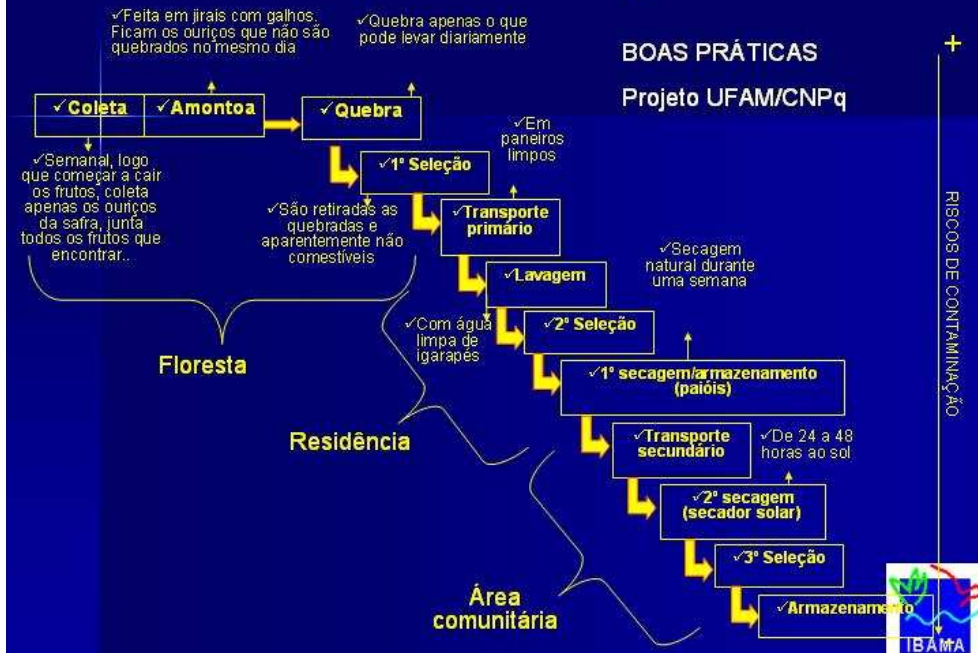 ✓Feita em jirais com galhos.
Ficam os ouriços que não são
quebrados no mesmo dia
✓Quebra apenas o que
pode levar diariamente
BOAS PRÁTICAS
Projeto UFAM/CNPq
+
✓Coleta
✓Amontoa
✓Quebra
✓Semanal, logo
que começar a cair
os frutos, coleta
apenas os ouriços
da safra, junta
todos os frutos que
encontrar..
✓1º Seleção
✓São retiradas as
quebradas e
aparentemente não
comestíveis
✓Em
paneiros
limpos
✓Transporte
primário
✓Lavagem
✓Com água
limpa de
igarapés
✓2º Seleção
✓Secagem
natural durante
uma semana
✓1º secagem/armazenamento
(paióis)
✓Transporte
secundário
✓De 24 a 48
horas ao sol
✓2º secagem
(secador solar)
✓3º Seleção
✓Armazenamento
Floresta
Residência
Área
comunitária
RISCOS DE CONTAMINAÇÃO
IBAMA